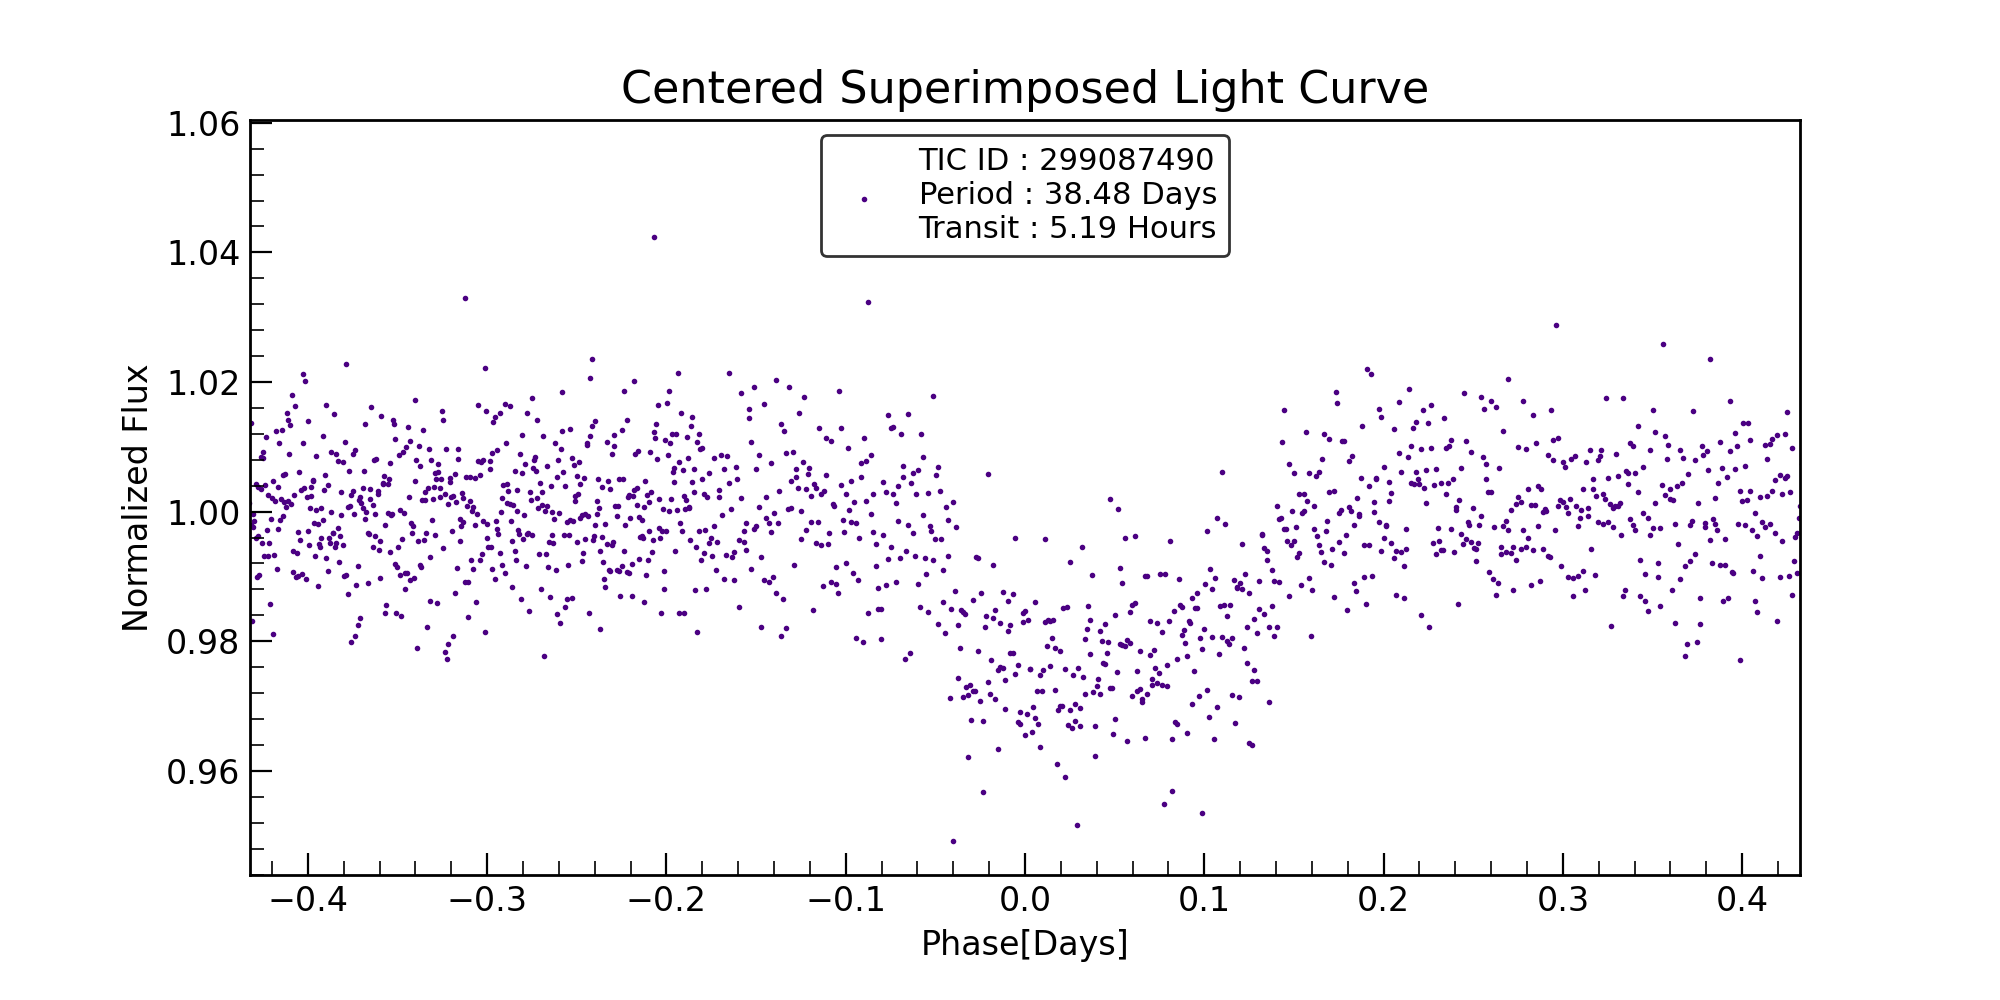 Centered Superimposed Light Curve
TIC ID : 299087490
Period : 38.48 Days
Transit : 5.19 Hours
Normalized Flux
1.06
1.04
1.02
1.00
0.98
0.96
−0.4 −0.3 −0.2 −0.1 0.0 0.1 0.2 0.3 0.4
Phase[Days]